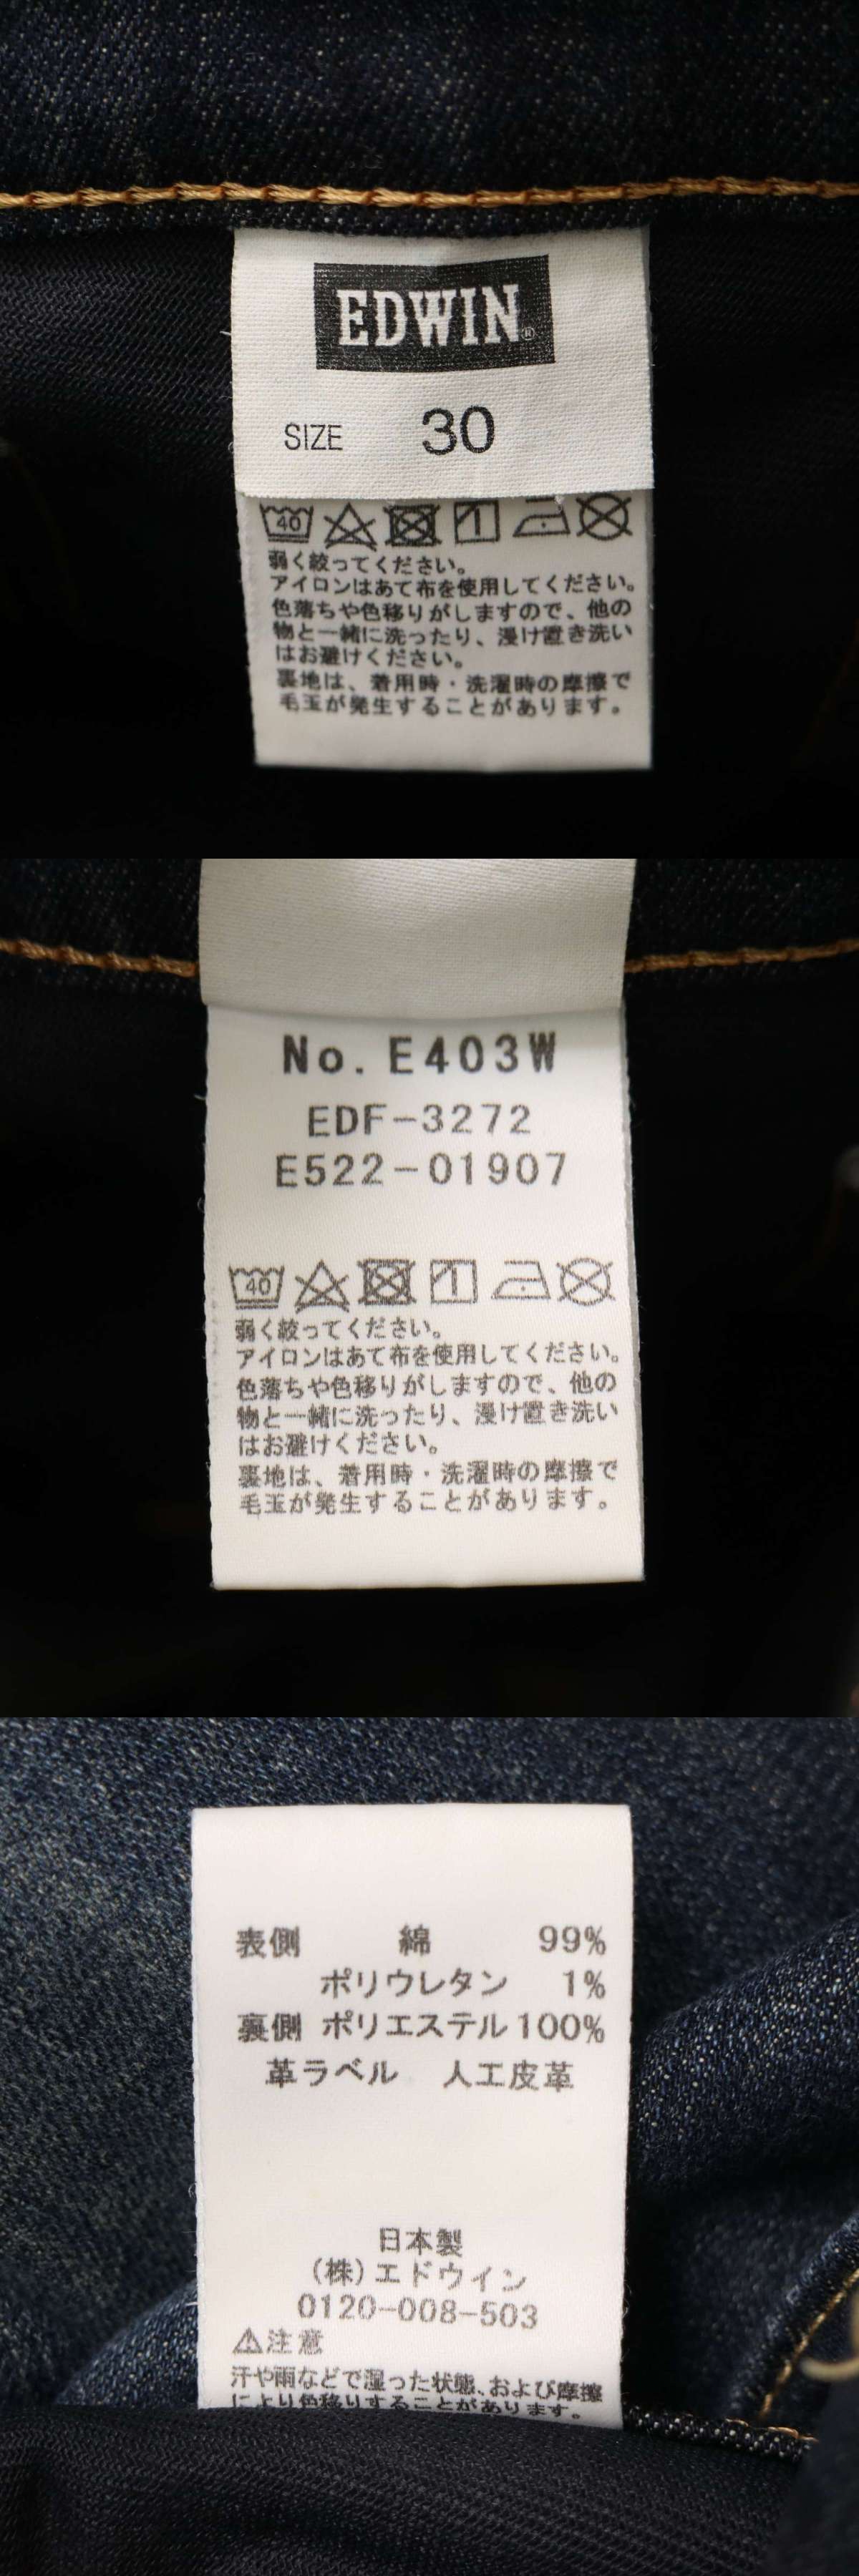 EDWIN®
SIZE 30
40
弱く絞ってください。
アイロンはあて布を使用してください。
色落ちや色移りがしますので、他の
物と一緒に洗ったり、浸け置き洗い
はお避けください。
裏地は、着用時・洗濯時の摩擦で
毛玉が発生することがあります。
No. E403W
EDF-3272
E522-01907
40
弱く絞ってください。
アイロンはあて布を使用してください。
色落ちや色移りがしますので、他の
物と一緒に洗ったり、浸け置き洗い
はお避けください。
裏地は、着用時・洗濯時の摩擦で
毛玉が発生することがあります。
表側 綿 99%
ポリウレタン 1%
裏側 ポリエステル 100%
革ラベル 人工皮革
日本製
(株)エドウイン
0120-008-503
⚠注意
汗や雨などで湿った状態、および摩擦
により色移りすることがあります。